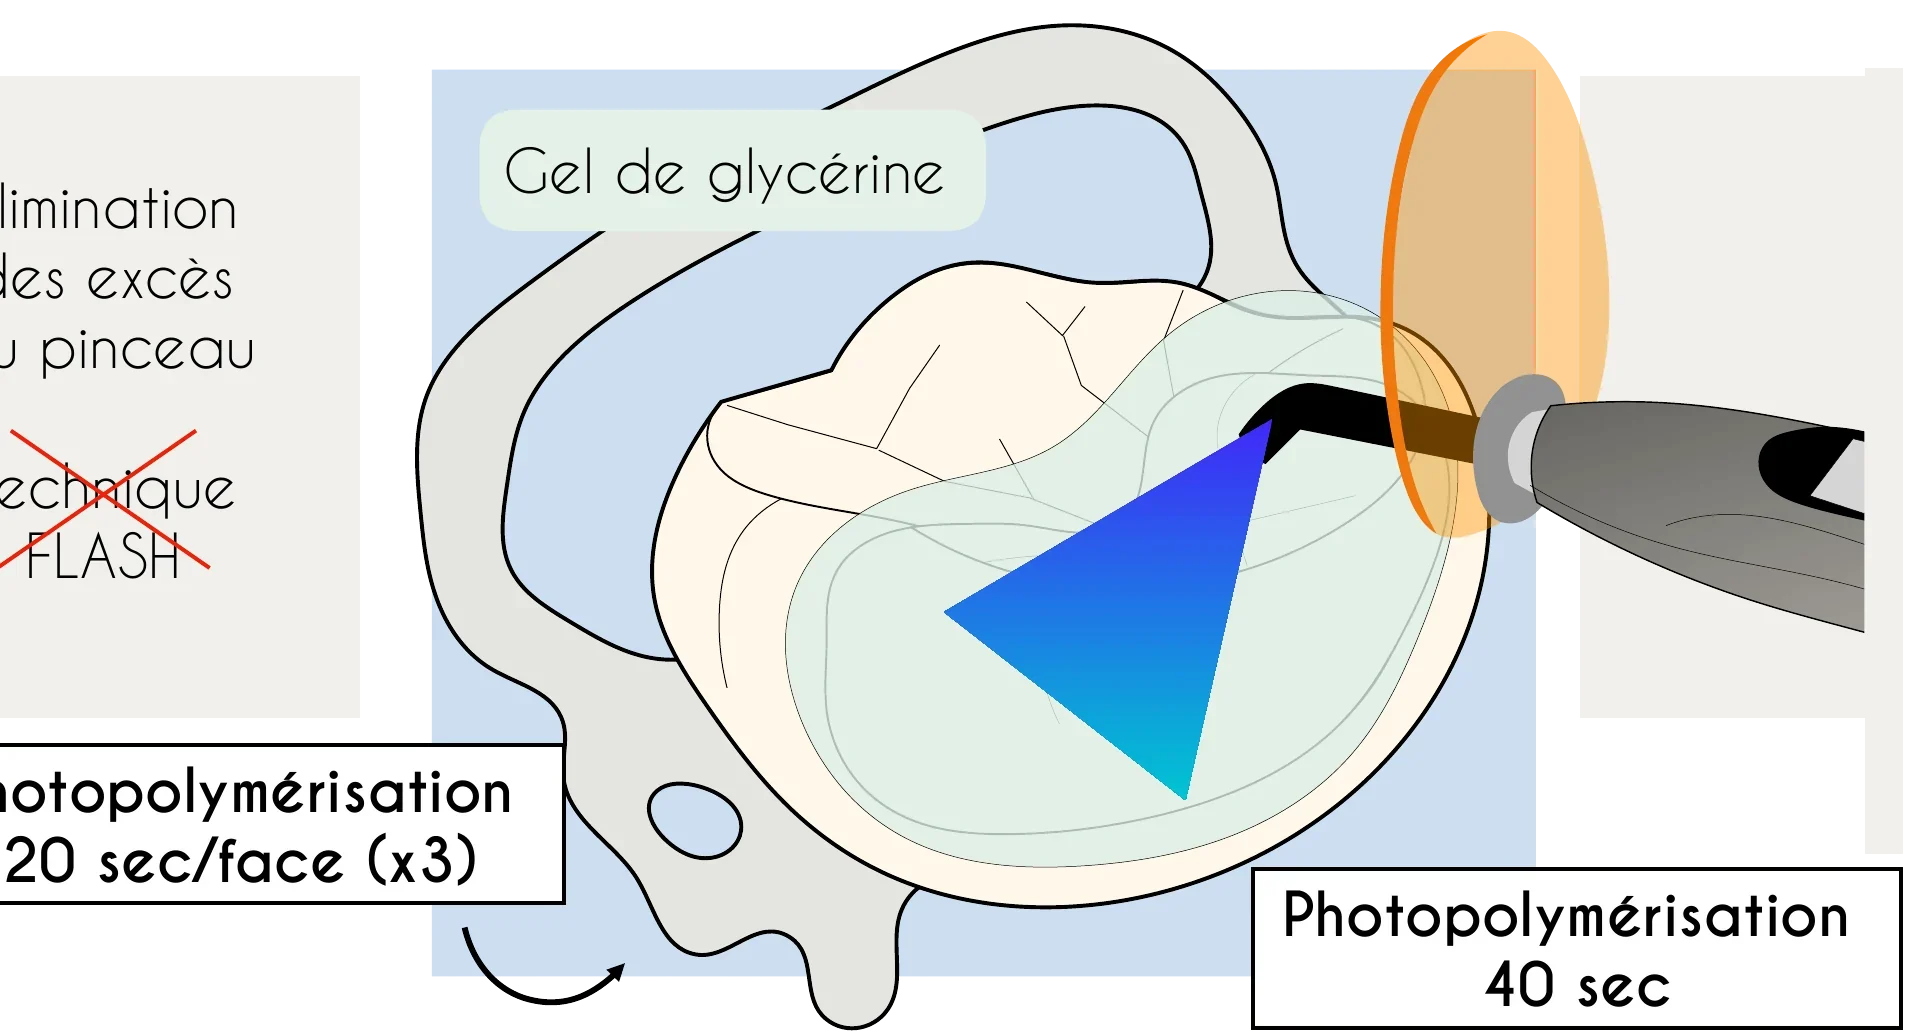 limination
des excès
u pinceau
echnique
FLASH
Gel de glycérine
hotopolymérisation
20 sec/face (x3)
Photopolymérisation
40 sec